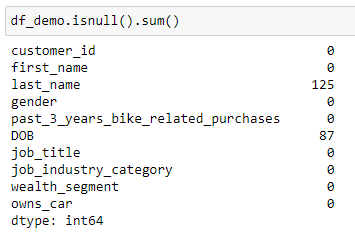 df_demo.isnull().sum()
customer_id 0
first_name 0
last_name 125
gender 0
past_3_years_bike_related_purchases 0
DOB 87
job_title 0
job_industry_category 0
wealth_segment 0
owns_car 0
dtype: int64